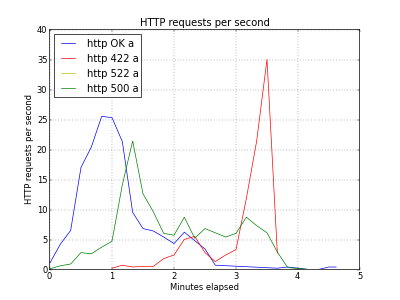 HTTP requests per second
40
35
30
25
20
15
10
5
0
HTTP requests per second
http OK a
http 422 a
http 522 a
http 500 a
0
1
2
3
4
5
Minutes elapsed